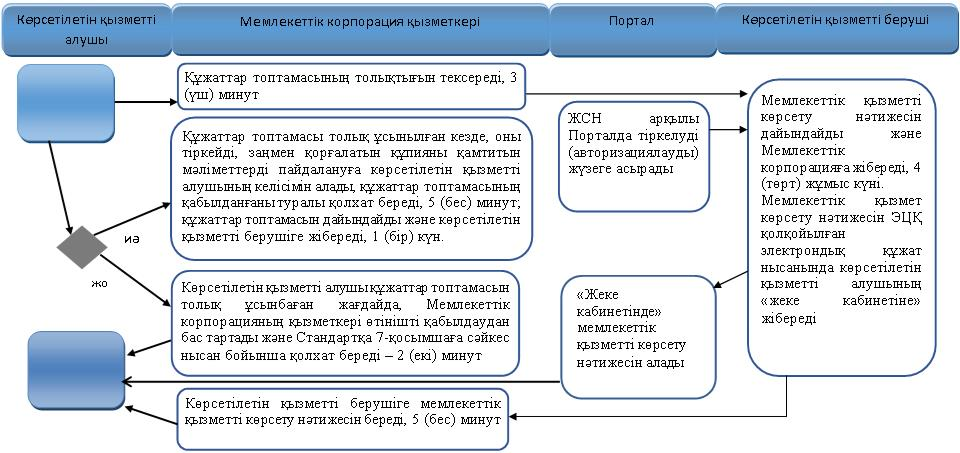 Көрсетілетін қызметті
алушы
Мемлекеттік корпорация қызметкері
Портал
Көрсетілетін қызметті беруші
Құжаттар топтамасының толықтығын тексереді, 3
(үш) минут
Құжаттар топтамасы толық ұсынылған кезде, оны
тіркейді, заңмен қорғалатын құпияны қамтитын
мәліметтерді пайдалануға көрсетілетін қызметті
алушының келісімін алады, құжаттар топтамасының
қабылданғаны туралы қолхат береді, 5 (бес) минут;
құжаттар топтамасын дайындайды және көрсетілетін
қызметті берушіге жібереді, 1 (бір) күн.
иә
жо
Көрсетілетін қызметті алушы құжаттар топтамасын
толық ұсынбаған жағдайда, Мемлекеттік
корпорацияның қызметкері өтінішті қабылдаудан
бас тартады және Стандартқа 7-қосымшаға сәйкес
нысан бойынша қолхат береді – 2 (екі) минут
Көрсетілетін қызметті берушіге мемлекеттік
қызметті көрсету нәтижесін береді, 5 (бес) минут
ЖСН арқылы
Порталда тіркелуді
(авторизациялауды)
жүзеге асырады
«Жеке
кабинетінде»
мемлекеттік
қызметті көрсету
нәтижесін алады
Мемлекеттік қызметті
көрсету нәтижесін
дайындайды және
Мемлекеттік
корпорацияға жібереді, 4
(төрт) жұмыс күні.
Мемлекеттік қызмет
көрсету нәтижесін ЭЦҚ
қолқойылған
электрондық құжат
нысанында көрсетілетін
қызметті алушының
«жеке кабинетіне»
жібереді